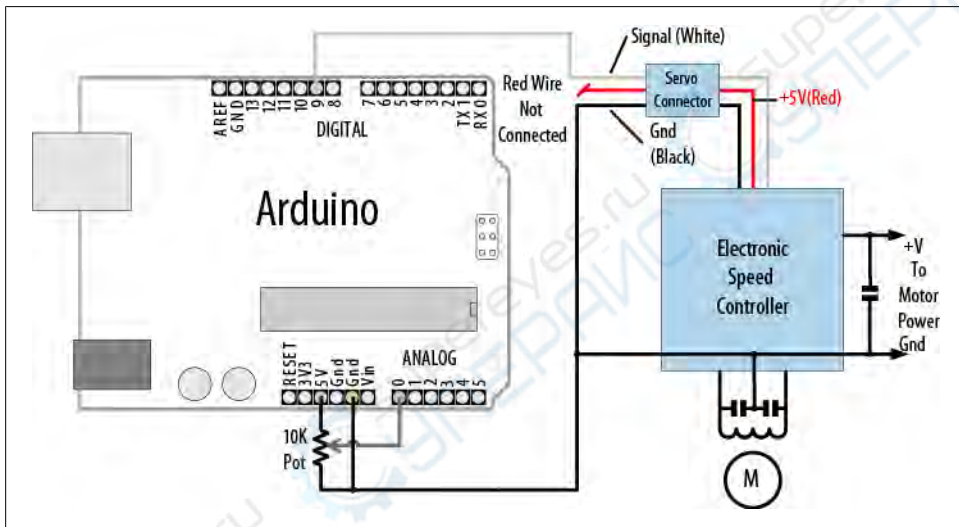 Signal (White)
Red Wire
Not
Connected
Servo
Connector
+5V(Red)
Gnd
(Black)
AREF
GND
13
12
11
10
9
8
7
6
5
4
3
2
TX 1
RX 0
DIGITAL
Arduino
Electronic
Speed
Controller
+V
To
Motor
Power
Gnd
RESET
3V3
5V
Gnd
Gnd
Vin
ANALOG
0
1
2
3
4
5
10K
Pot
M